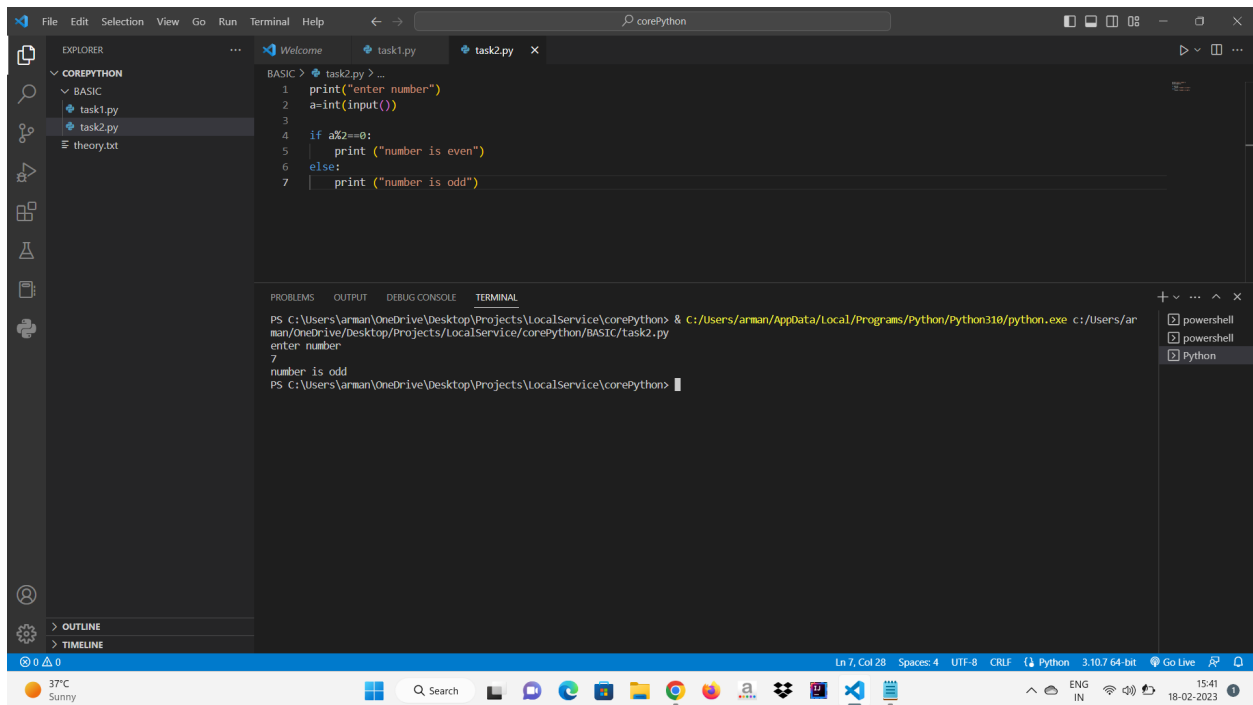 File Edit Selection View Go Run Terminal Help
corePython
EXPLORER
Welcome
task1.py
task2.py
COREPYTHON
BASIC
task1.py
task2.py
theory.txt
BASIC > task2.py > ...
1 print("enter number")
2 a=int(input())
3
4 if a%2==0:
5 print ("number is even")
6 else:
7 print ("number is odd")
PROBLEMS OUTPUT DEBUG CONSOLE TERMINAL
PS C:\Users\arman\OneDrive\Desktop\Projects\LocalService\corePython> & C:/Users/arman/AppData/Local/Programs/Python/Python310/python.exe c:/Users/ar
man/OneDrive/Desktop/Projects/LocalService/corePython/BASIC/task2.py
enter number
7
number is odd
PS C:\Users\arman\OneDrive\Desktop\Projects\LocalService\corePython>
powershell
powershell
Python
OUTLINE
TIMELINE
0 0
Ln 7, Col 28 Spaces: 4 UTF-8 CRLF Python 3.10.7 64-bit Go Live
37°C
Sunny
Search
ENG
IN
15:41
18-02-2023
1